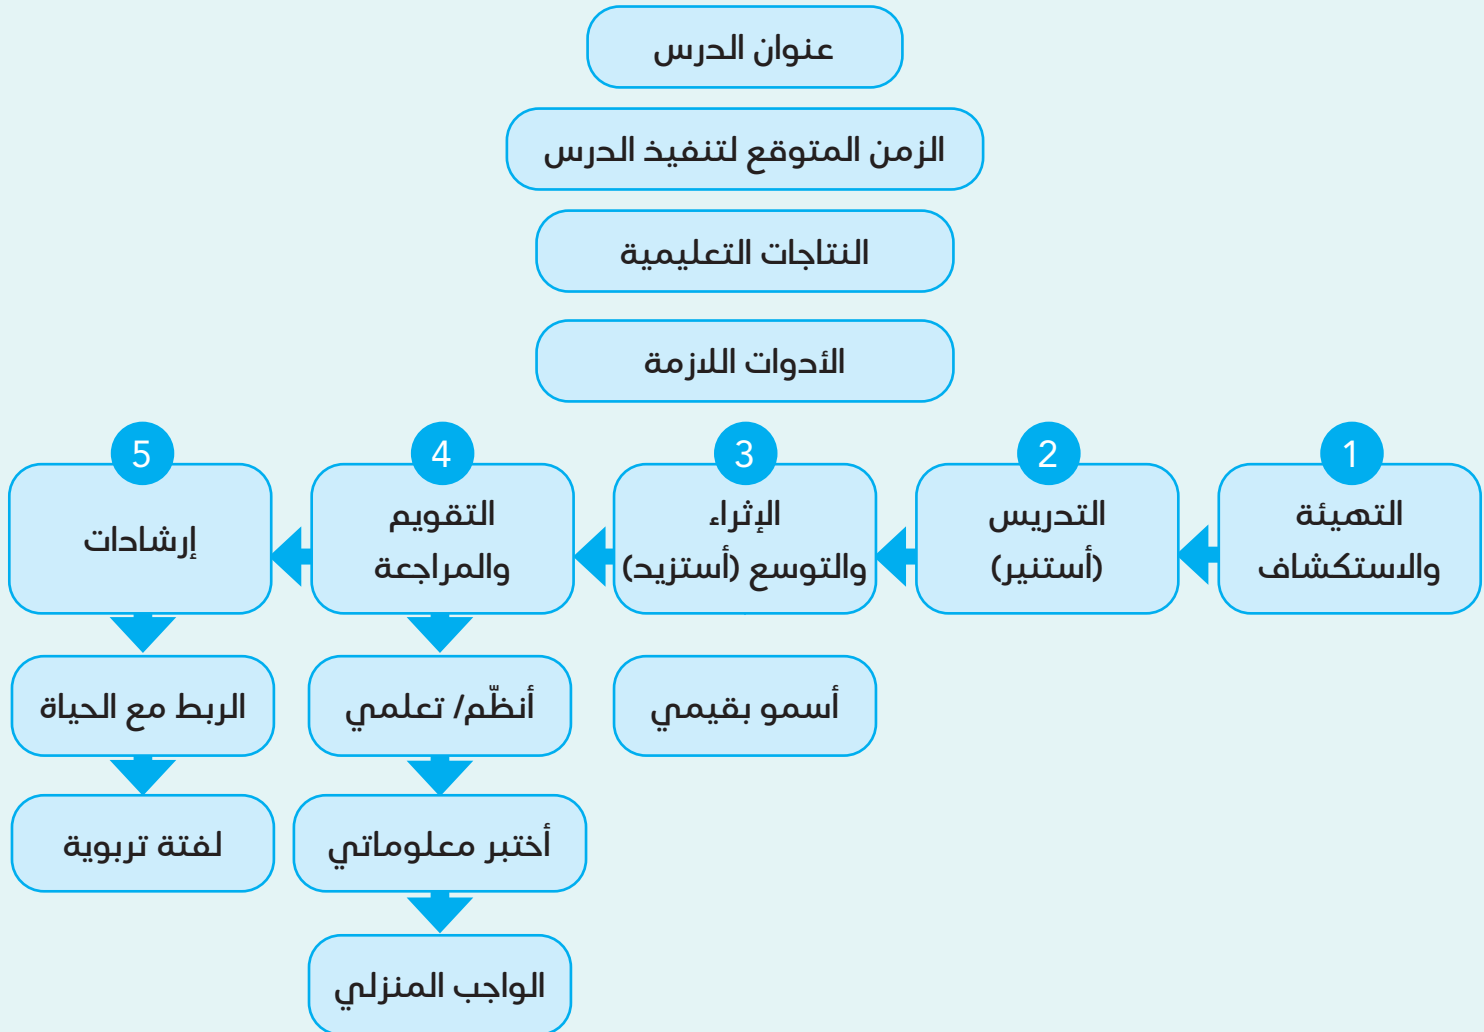 عنوان الدرس
الزمن المتوقع لتنفيذ الدرس
النتاجات التعليمية
الأدوات اللازمة
1
التهيئة
والاستكشاف
2
التدريس
(أستنير)
3
الإثراء
والتوسع (أستزيد)
4
التقويم
والمراجعة
5
إرشادات
أسمو بقيمي
أنظّم/ تعلمي
الربط مع الحياة
أختبر معلوماتي
لفتة تربوية
الواجب المنزلي